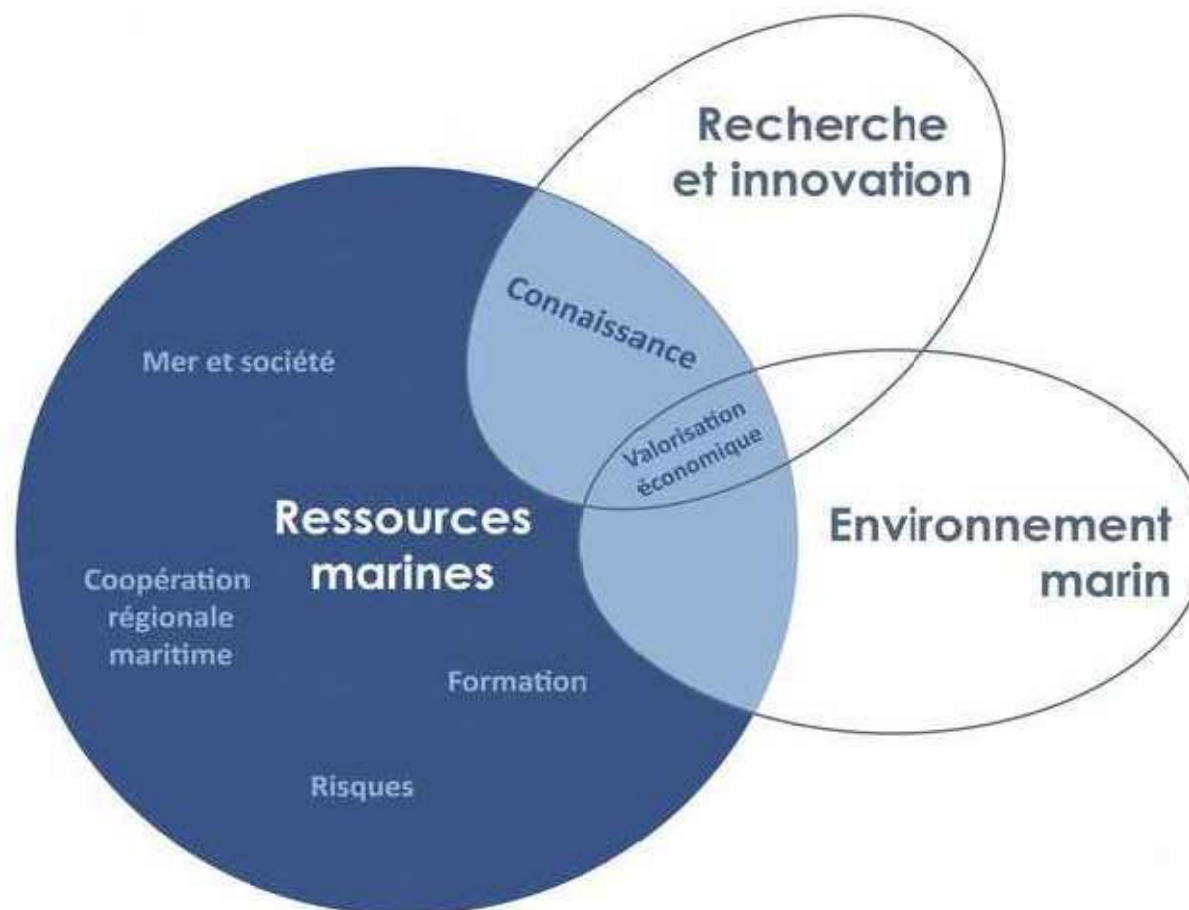 Recherche
et innovation
Connaissance
Mer et société
Valorisation
économique
Ressources
marines
Environnement
marin
Coopération
régionale
maritime
Formation
Risques